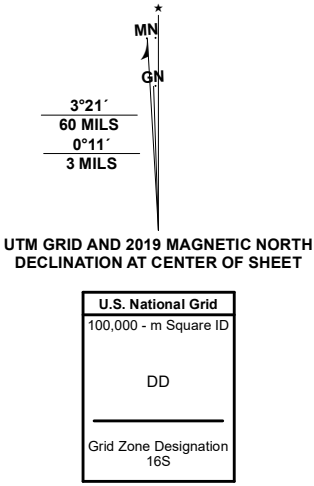 ★
MN
GN
3°21´
60 MILS
0°11´
3 MILS
UTM GRID AND 2019 MAGNETIC NORTH
DECLINATION AT CENTER OF SHEET
U.S. National Grid
100,000 - m Square ID
DD
Grid Zone Designation
16S